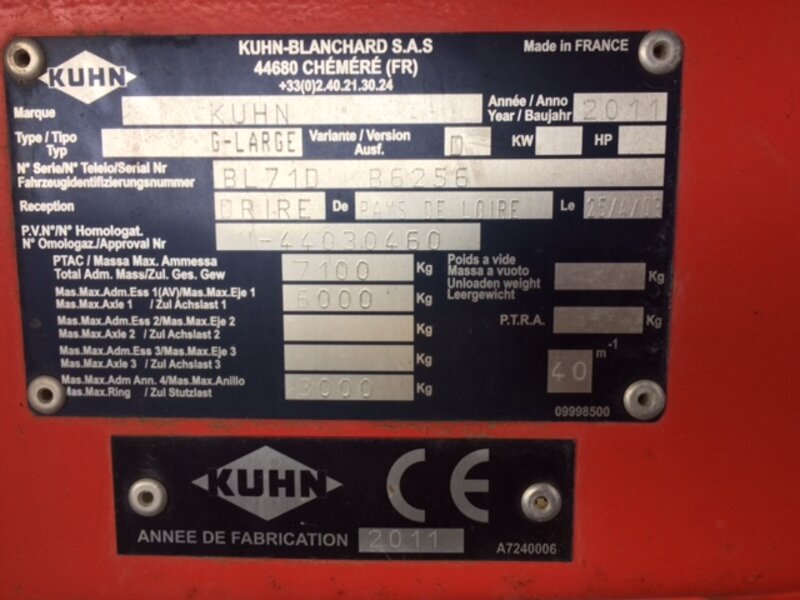 KUHN
KUHN-BLANCHARD S.A.S
44680 CHÉMÉRÉ (FR)
+33(0)2.40.21.30.24
Made in FRANCE
Marque KUHN Année / Anno
Year / Baujahr 2011
Type / Tipo
Typ G-LARGE Variante / Version
Ausf. D KW HP
N° Serie/N° Teleio/Serial Nr
Fahrzeugidentifizierungsnummer BL71D B6256
Reception DRIRE De PAYS DE LOIRE Le 25/4/03
P.V.N°/N° Homologat.
N° Omologaz./Approval Nr 44030460
PTAC / Massa Max. Ammessa
Total Adm. Mass/Zul. Ges. Gew 7100 Kg
Mas.Max.Adm.Ess 1(AV)/Mas.Max.Eje 1
Mas.Max.Axle 1 / Zul Achslast 1 6000 Kg
Mas.Max.Adm.Ess 2/Mas.Max.Eje 2
Mas.Max.Axle 2 / Zul Achslast 2 Kg
Mas.Max.Adm.Ess 3/Mas.Max.Eje 3
Mas.Max.Axle 3 / Zul Achslast 3 Kg
Mas.Max.Adm Ann. 4/Mas.Max.Anillo
Mas.Max.Ring / Zul Stutzlast 3000 Kg
Poids a vide
Massa a vuoto
Unloaden weight
Leergewicht Kg
P.T.R.A. Kg
40 m-1
09998500
KUHN CE
ANNEE DE FABRICATION 2011 A7240006